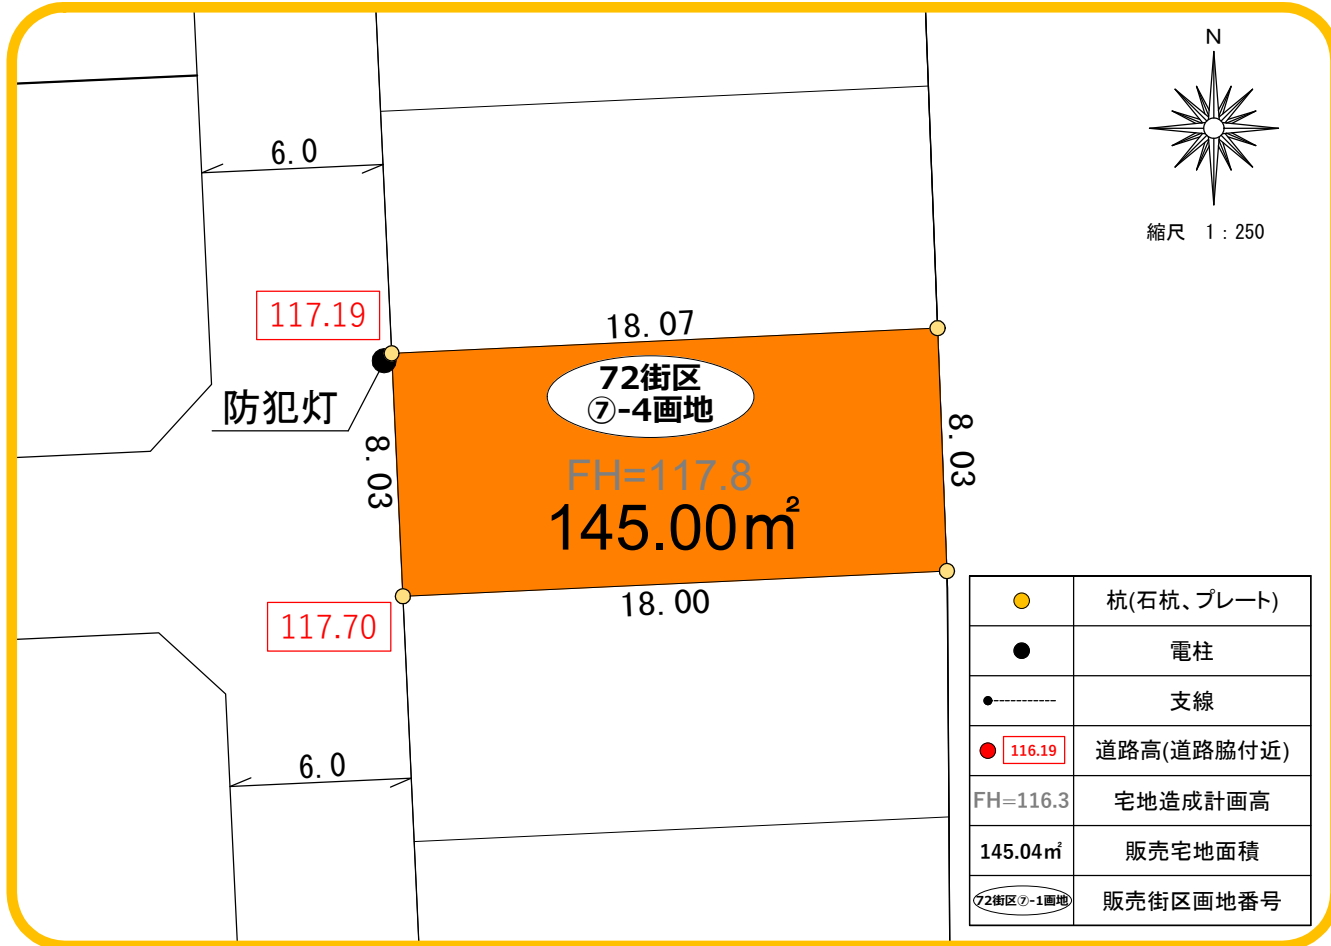 N
縮尺 1：250
6.0
117.19
防犯灯
18.07
72街区
⑦-4画地
FH=117.8
145.00㎡
8.03
8.03
18.00
117.70
6.0
杭(石杭、プレート)
電柱
支線
116.19 道路高(道路脇付近)
FH=116.3 宅地造成計画高
145.04㎡ 販売宅地面積
72街区⑦-1画地 販売街区画地番号